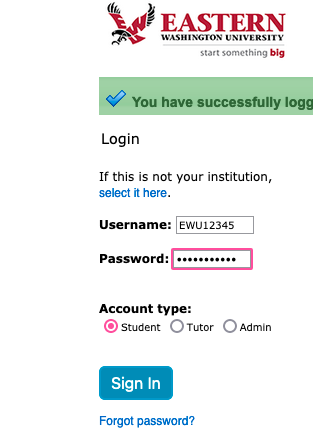 EASTERN
WASHINGTON UNIVERSITY
start something big
You have successfully logg
Login
If this is not your institution,
select it here.
Username: EWU12345
Password: •••••••••••
Account type:
Student Tutor Admin
Sign In
Forgot password?